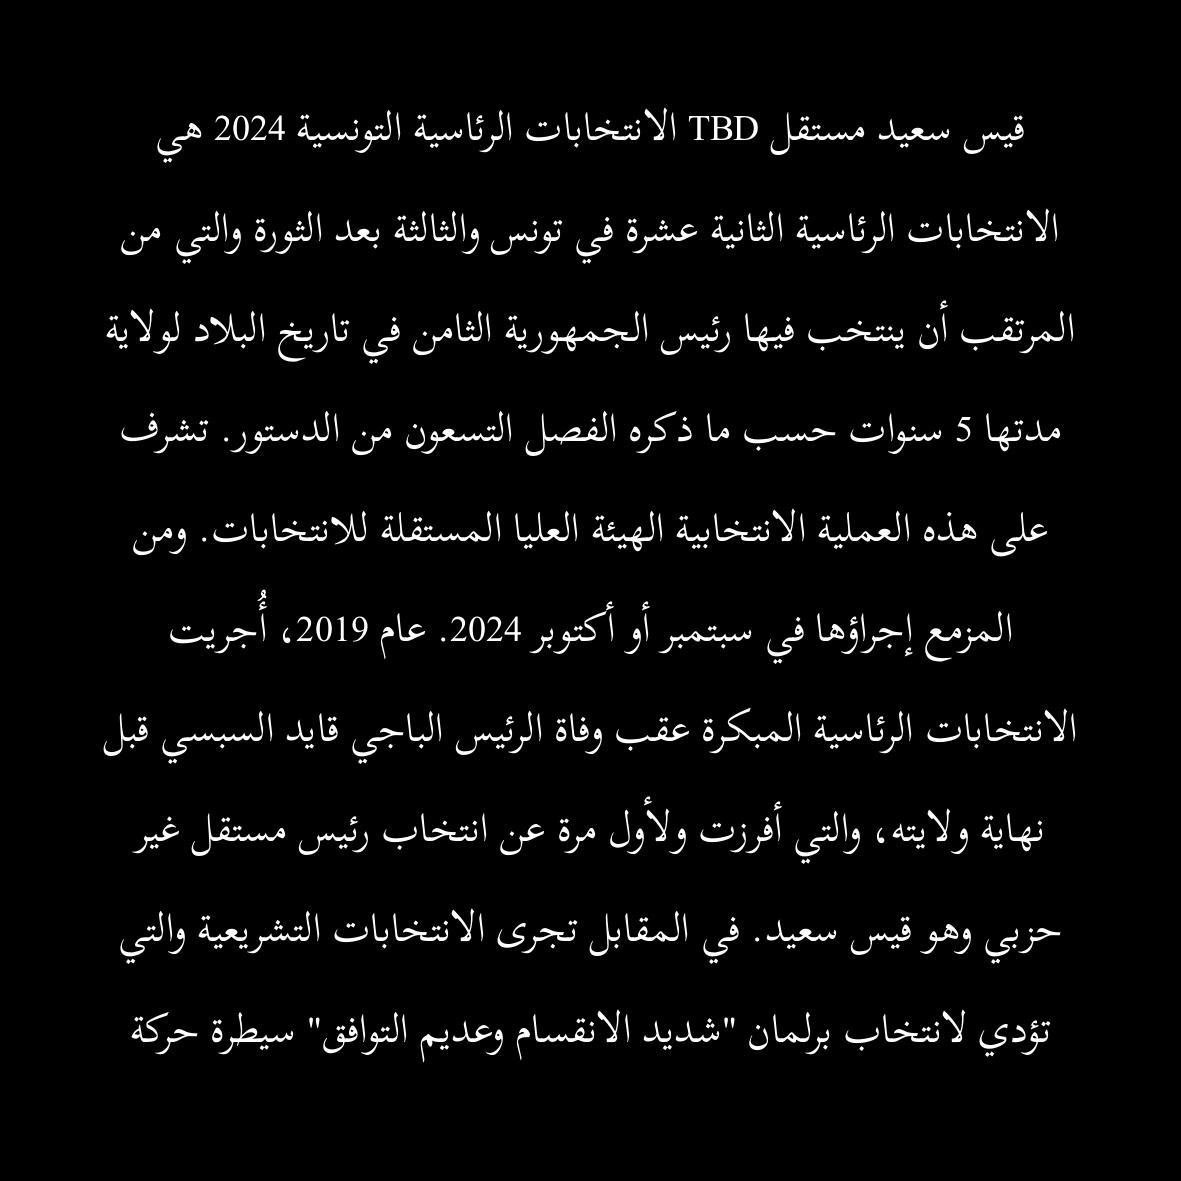 قيس سعيد مستقل TBD الانتخابات الرئاسية التونسية 2024 هي
الانتخابات الرئاسية الثانية عشرة في تونس والثالثة بعد الثورة والتي من
المرتقب أن ينتخب فيها رئيس الجمهورية الثامن في تاريخ البلاد لولاية
مدتها 5 سنوات حسب ما ذكره الفصل التسعون من الدستور. تشرف
على هذه العملية الانتخابية الهيئة العليا المستقلة للانتخابات. ومن
المزمع إجراؤها في سبتمبر أو أكتوبر 2024. عام 2019، أُجريت
الانتخابات الرئاسية المبكرة عقب وفاة الرئيس الباجي قايد السبسي قبل
نهاية ولايته، والتي أفرزت ولأول مرة عن انتخاب رئيس مستقل غير
حزبي وهو قيس سعيد. في المقابل تجرى الانتخابات التشريعية والتي
تؤدي لانتخاب برلمان "شديد الانقسام وعديم التوافق" سيطرة حركة